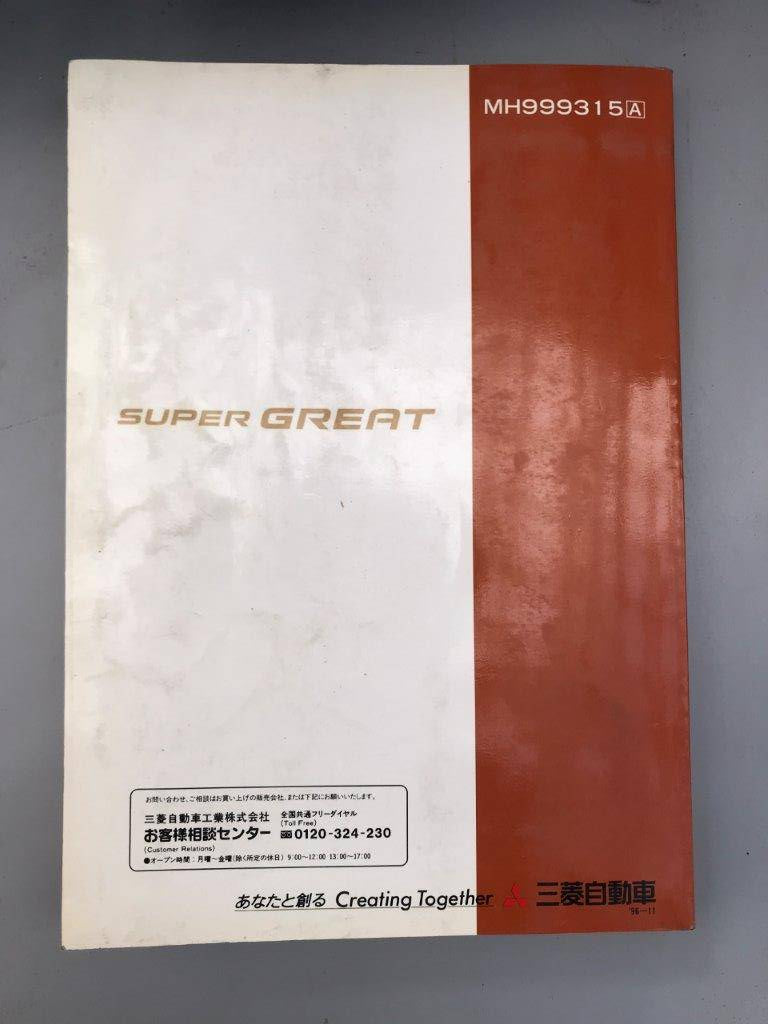 MH999315A
SUPER GREAT
お問い合わせ、ご相談はお買い上げの販売会社、または下記にお願いいたします。
三菱自動車工業株式会社 全国共通フリーダイヤル
(Toll Free)
お客様相談センター 0120-324-230
(Customer Relations)
●オープン時間：月曜〜金曜(除く所定の休日) 9:00〜12:00 13:00〜17:00
あなたと創る Creating Together 三菱自動車
'96-11